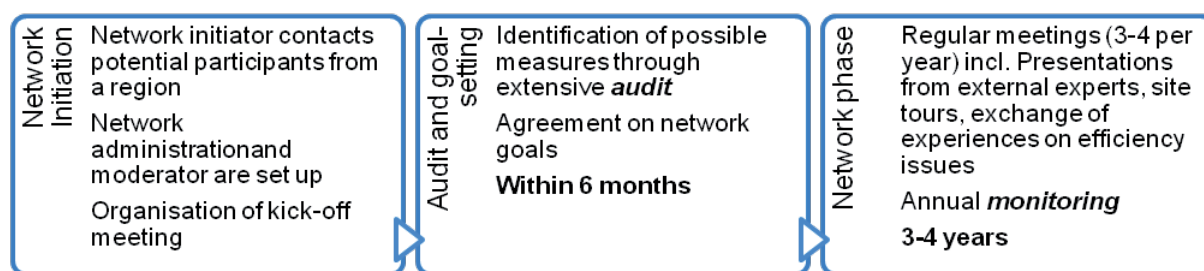 Network
Initiation
Network initiator contacts
potential participants from
a region
Network
administrationand
moderator are set up
Organisation of kick-off
meeting
Audit and goal-
setting
Identification of possible
measures through
extensive audit
Agreement on network
goals
Within 6 months
Network phase
Regular meetings (3-4 per
year) incl. Presentations
from external experts, site
tours, exchange of
experiences on efficiency
issues
Annual monitoring
3-4 years